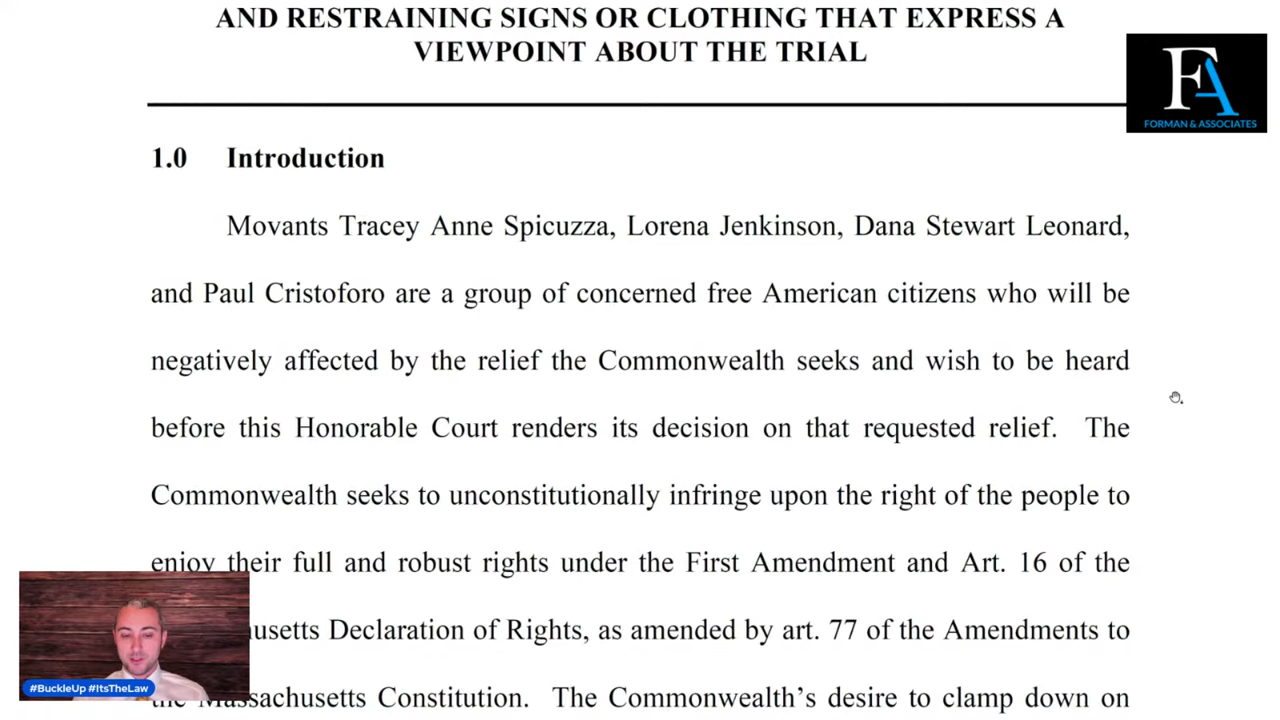 AND RESTRAINING SIGNS OR CLOTHING THAT EXPRESS A
VIEWPOINT ABOUT THE TRIAL
FA
FORMAN & ASSOCIATES
1.0 Introduction
Movants Tracey Anne Spicuzza, Lorena Jenkinson, Dana Stewart Leonard,
and Paul Cristoforo are a group of concerned free American citizens who will be
negatively affected by the relief the Commonwealth seeks and wish to be heard
before this Honorable Court renders its decision on that requested relief. The
Commonwealth seeks to unconstitutionally infringe upon the right of the people to
enjoy their full and robust rights under the First Amendment and Art. 16 of the
husetts Declaration of Rights, as amended by art. 77 of the Amendments to
the Massachusetts Constitution. The Commonwealth's desire to clamp down on
#BuckleUp #ItsTheLaw